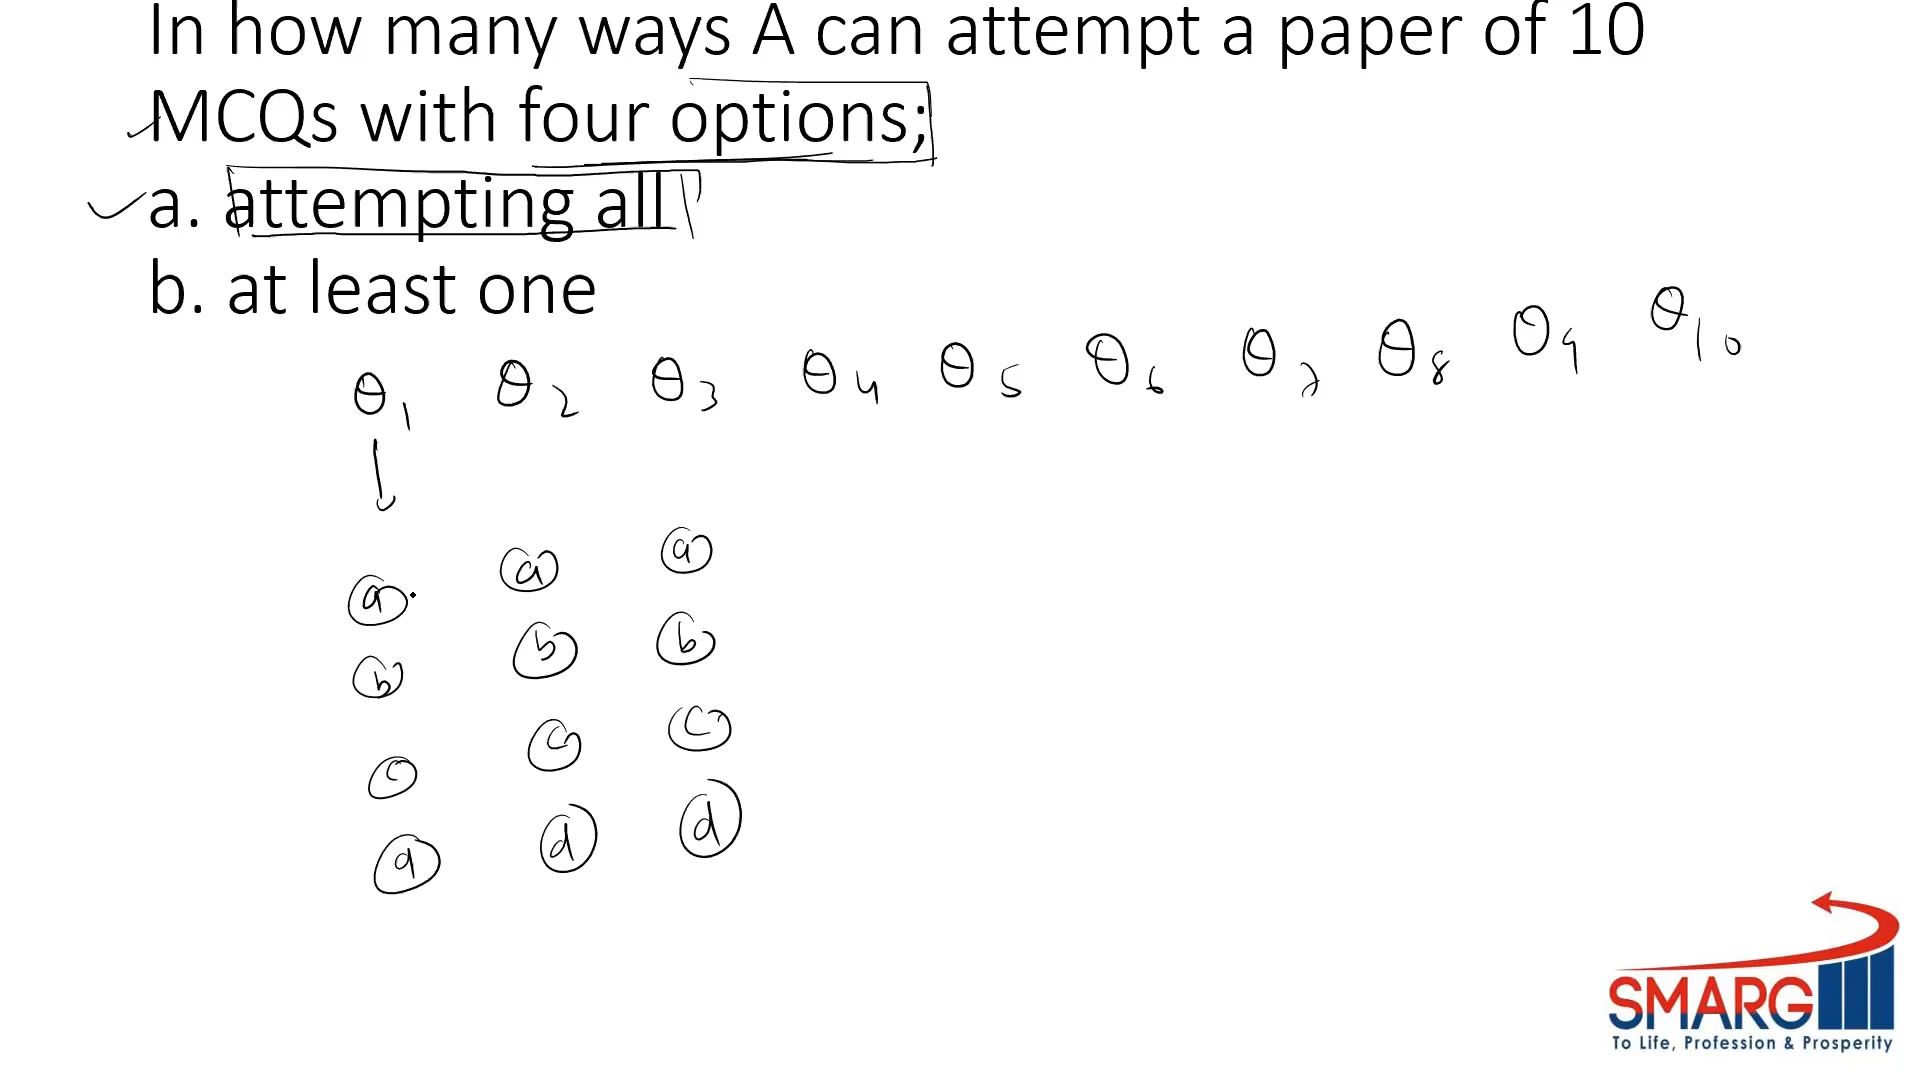 In how many ways A can attempt a paper of 10
MCQs with four options;
a. attempting all
b. at least one
Q1 Q2 Q3 Q4 Q5 Q6 Q7 Q8 Q9 Q10
a a a
b b b
c c c
d d d
SMARG
To Life, Profession & Prosperity